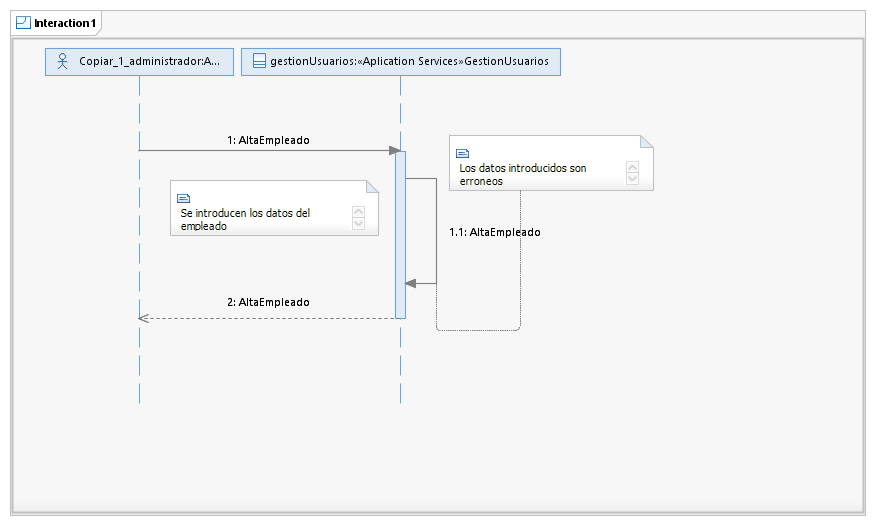 Interaction1
Copiar_1_administrador:A...
gestionUsuarios:«Aplication Services»GestionUsuarios
1: AltaEmpleado
Los datos introducidos son
erroneos
Se introducen los datos del
empleado
1.1: AltaEmpleado
2: AltaEmpleado